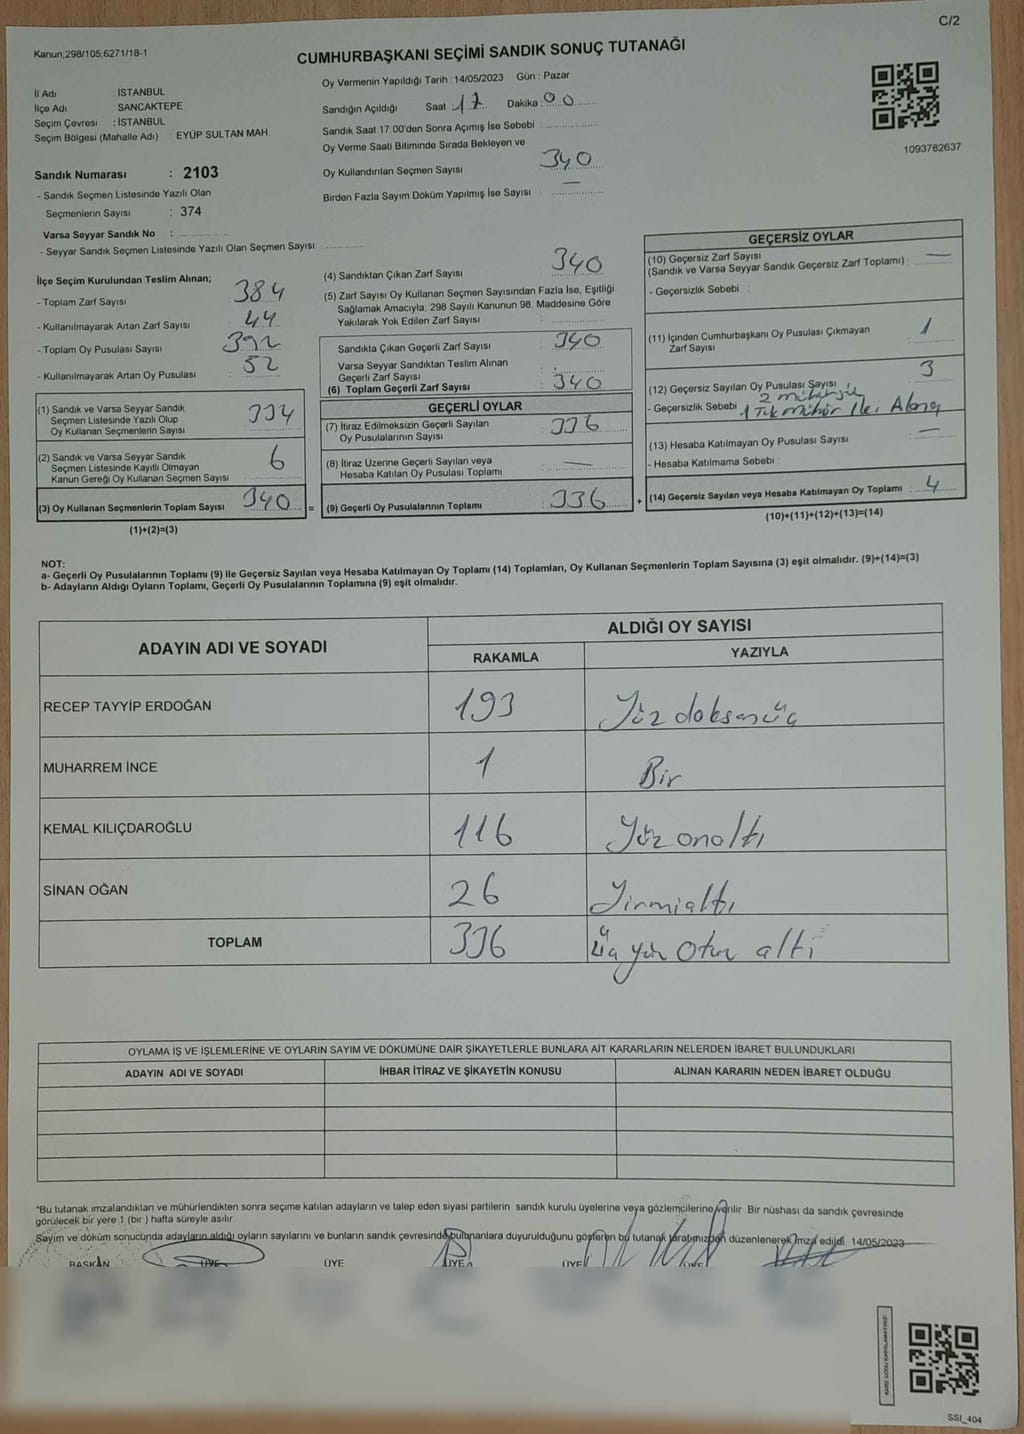 C/2
Kanun;298/105,6271/18-1
CUMHURBAŞKANI SEÇİMİ SANDIK SONUÇ TUTANAĞI
İl Adı : İSTANBUL
İlçe Adı : SANCAKTEPE
Seçim Çevresi : İSTANBUL
Seçim Bölgesi (Mahalle Adı) : EYÜP SULTAN MAH
Sandık Numarası : 2103
- Sandık Seçmen Listesinde Yazılı Olan
Seçmenlerin Sayısı : 374
Varsa Seyyar Sandık No :
- Seyyar Sandık Seçmen Listesinde Yazılı Olan Seçmen Sayısı:
Oy Vermenin Yapıldığı Tarih : 14/05/2023 Gün : Pazar
Sandığın Açıldığı Saat : 17 Dakika : 00
Sandık Saat 17.00'den Sonra Açımış İse Sebebi :
Oy Verme Saati Bitiminde Sırada Bekleyen ve
Oy Kullandırılan Seçmen Sayısı : 340
Birden Fazla Sayım Döküm Yapılmış İse Sayısı : —
1093782637
İlçe Seçim Kurulundan Teslim Alınan;
- Toplam Zarf Sayısı : 384
- Kullanılmayarak Artan Zarf Sayısı : 44
- Toplam Oy Pusulası Sayısı : 392
- Kullanılmayarak Artan Oy Pusulası : 52
(1) Sandık ve Varsa Seyyar Sandık
Seçmen Listesinde Yazılı Olup
Oy Kullanan Seçmenlerin Sayısı : 334
(2) Sandık ve Varsa Seyyar Sandık
Seçmen Listesinde Kayıtlı Olmayan
Kanun Gereği Oy Kullanan Seçmen Sayısı : 6
(3) Oy Kullanan Seçmenlerin Toplam Sayısı : 340 =
(1)+(2)=(3)
(4) Sandıktan Çıkan Zarf Sayısı : 340
(5) Zarf Sayısı Oy Kullanan Seçmen Sayısından Fazla İse, Eşitliği
Sağlamak Amacıyla, 298 Sayılı Kanunun 98. Maddesine Göre
Yakılarak Yok Edilen Zarf Sayısı :
Sandıkta Çıkan Geçerli Zarf Sayısı : 340
Varsa Seyyar Sandıktan Teslim Alınan
Geçerli Zarf Sayısı :
(6) Toplam Geçerli Zarf Sayısı : 340
GEÇERLİ OYLAR
(7) İtiraz Edilmeksizin Geçerli Sayılan
Oy Pusulalarının Sayısı : 336
(8) İtiraz Üzerine Geçerli Sayılan veya
Hesaba Katılan Oy Pusulası Toplamı : —
(9) Geçerli Oy Pusulalarının Toplamı : 336 +
GEÇERSİZ OYLAR
(10) Geçersiz Zarf Sayısı
(Sandık ve Varsa Seyyar Sandık Geçersiz Zarf Toplamı) : —
- Geçersizlik Sebebi :
(11) İçinden Cumhurbaşkanı Oy Pusulası Çıkmayan
Zarf Sayısı : 1
(12) Geçersiz Sayılan Oy Pusulası Sayısı : 3
2 mühürsüz
- Geçersizlik Sebebi : 1 Tek mühür
(13) Hesaba Katılmayan Oy Pusulası Sayısı : —
- Hesaba Katılmama Sebebi :
(14) Geçersiz Sayılan veya Hesaba Katılmayan Oy Toplamı : 4
(10)+(11)+(12)+(13)=(14)
NOT:
a- Geçerli Oy Pusulalarının Toplamı (9) ile Geçersiz Sayılan veya Hesaba Katılmayan Oy Toplamı (14) Toplamları, Oy Kullanan Seçmenlerin Toplam Sayısına (3) eşit olmalıdır. (9)+(14)=(3)
b- Adayların Aldığı Oyların Toplamı, Geçerli Oy Pusulalarının Toplamına (9) eşit olmalıdır.
ADAYIN ADI VE SOYADI
ALDIĞI OY SAYISI
RAKAMLA YAZIYLA
RECEP TAYYİP ERDOĞAN 193 Yüz doksanüç
MUHARREM İNCE 1 Bir
KEMAL KILIÇDAROĞLU 116 Yüz onaltı
SİNAN OĞAN 26 Yirmialtı
TOPLAM 336 Üç yüz otuz altı
OYLAMA İŞ VE İŞLEMLERİNE VE OYLARIN SAYIM VE DÖKÜMÜNE DAİR ŞİKAYETLERLE BUNLARA AİT KARARLARIN NELERDEN İBARET BULUNDUKLARI
ADAYIN ADI VE SOYADI İHBAR İTİRAZ VE ŞİKAYETİN KONUSU ALINAN KARARIN NEDEN İBARET OLDUĞU
*Bu tutanak imzalandıktan ve mühürlendikten sonra seçime katılan adayların ve talep eden siyasi partilerin sandık kurulu üyelerine veya gözlemcilerine verilir. Bir nüshası da sandık çevresinde
görülecek bir yere 1 (bir) hafta süreyle asılır.
Sayım ve döküm sonucunda adayların aldığı oyların sayılarını ve bunların sandık çevresinde bulunanlara duyurulduğunu gösteren bu tutanak tarafımızdan düzenlenerek imza edildi. 14/05/2023
BAŞKAN ÜYE ÜYE ÜYE ÜYE ÜYE
SSI_404